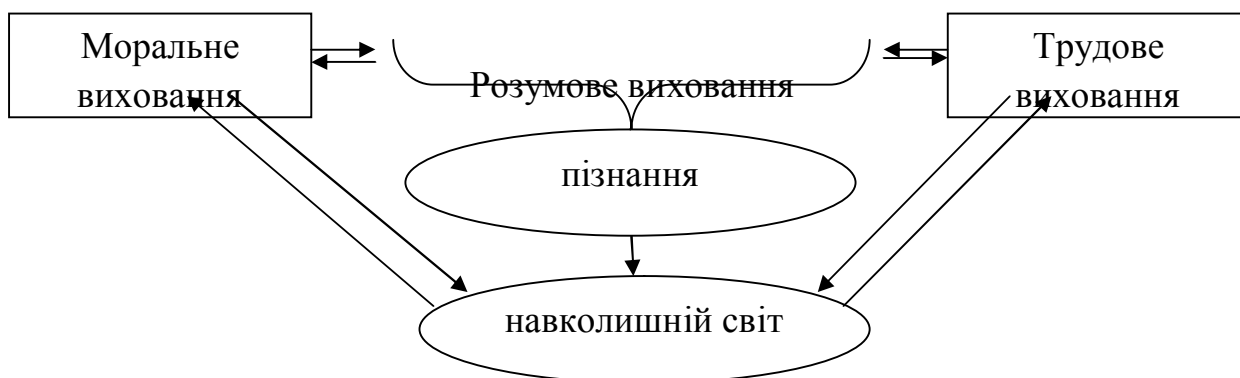 Моральне
виховання
Розумове виховання
Трудове
виховання
пізнання
навколишній світ